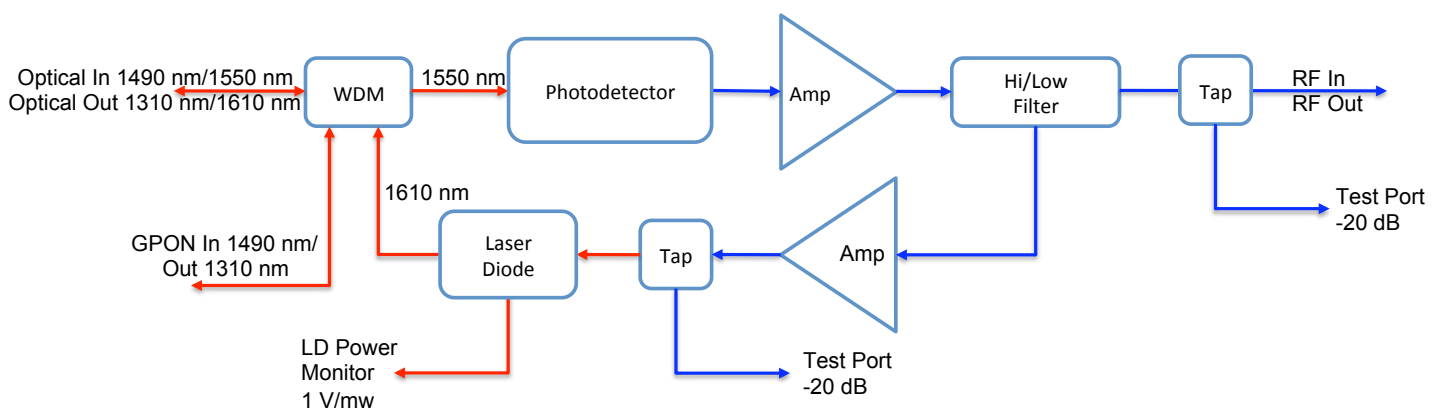 Optical In 1490 nm/1550 nm
Optical Out 1310 nm/1610 nm
WDM
1550 nm
Photodetector
Amp
Hi/Low
Filter
Tap
RF In
RF Out
1610 nm
Test Port
-20 dB
GPON In 1490 nm/
Out 1310 nm
Laser
Diode
Tap
Amp
LD Power
Monitor
1 V/mw
Test Port
-20 dB